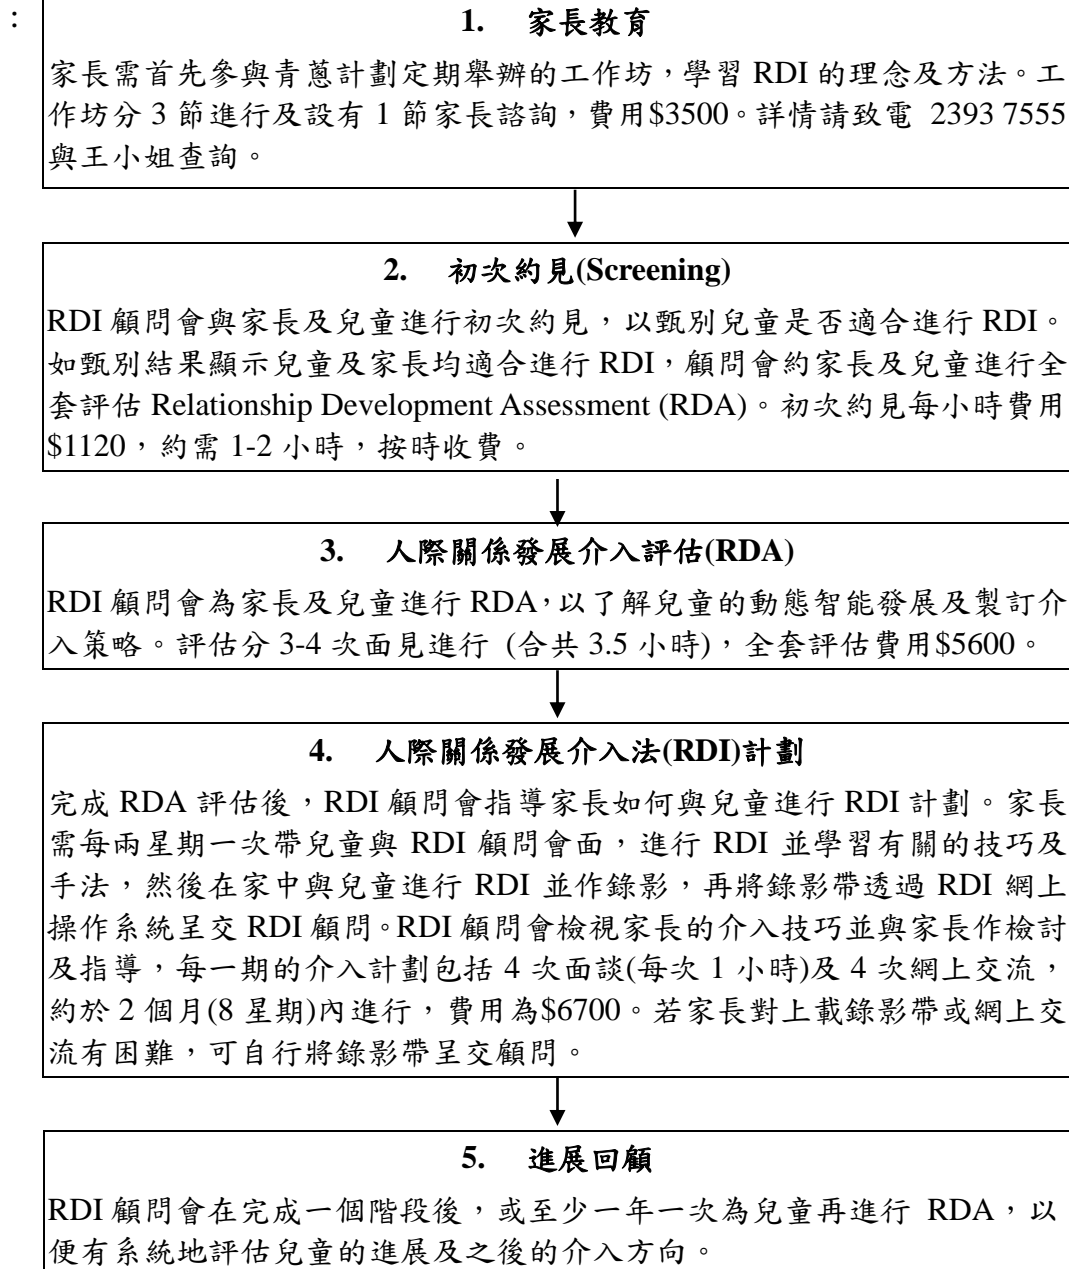 ：
1. 家長教育
家長需首先參與青蔥計劃定期舉辦的工作坊，學習 RDI 的理念及方法。工
作坊分 3 節進行及設有 1 節家長諮詢，費用$3500。詳情請致電 2393 7555
與王小姐查詢。
2. 初次約見(Screening)
RDI 顧問會與家長及兒童進行初次約見，以甄別兒童是否適合進行 RDI。
如甄別結果顯示兒童及家長均適合進行 RDI，顧問會約家長及兒童進行全
套評估 Relationship Development Assessment (RDA)。初次約見每小時費用
$1120，約需 1-2 小時，按時收費。
3. 人際關係發展介入評估(RDA)
RDI 顧問會為家長及兒童進行 RDA，以了解兒童的動態智能發展及製訂介
入策略。評估分 3-4 次面見進行 (合共 3.5 小時)，全套評估費用$5600。
4. 人際關係發展介入法(RDI)計劃
完成 RDA 評估後，RDI 顧問會指導家長如何與兒童進行 RDI 計劃。家長
需每兩星期一次帶兒童與 RDI 顧問會面，進行 RDI 並學習有關的技巧及
手法，然後在家中與兒童進行 RDI 並作錄影，再將錄影帶透過 RDI 網上
操作系統呈交 RDI 顧問。RDI 顧問會檢視家長的介入技巧並與家長作檢討
及指導，每一期的介入計劃包括 4 次面談(每次 1 小時)及 4 次網上交流，
約於 2 個月(8 星期)內進行，費用為$6700。若家長對上載錄影帶或網上交
流有困難，可自行將錄影帶呈交顧問。
5. 進展回顧
RDI 顧問會在完成一個階段後，或至少一年一次為兒童再進行 RDA，以
便有系統地評估兒童的進展及之後的介入方向。